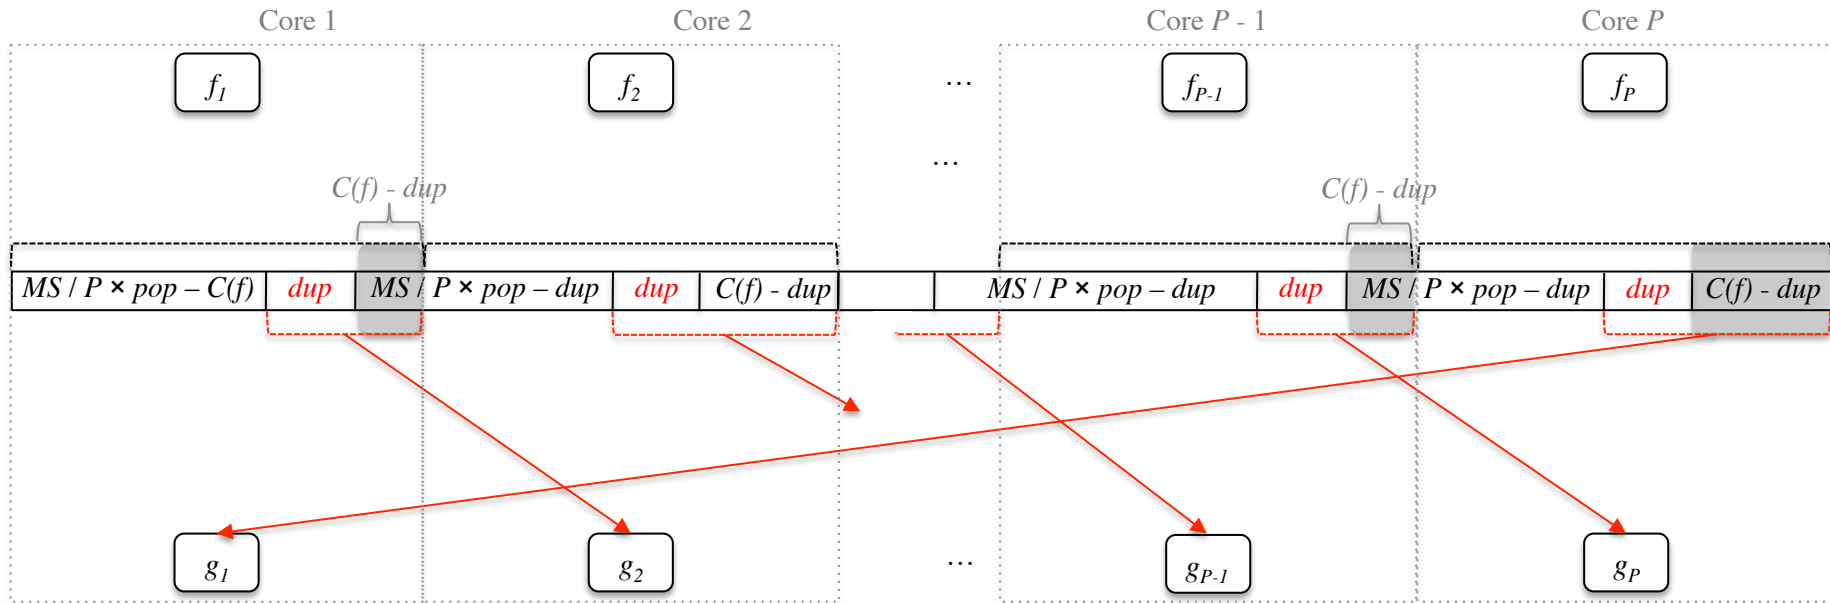 Core 1 Core 2 Core P - 1 Core P
f1 f2 … fP-1 fP
…
C(f) - dup C(f) - dup
MS / P × pop – C(f) dup MS / P × pop – dup dup C(f) - dup MS / P × pop – dup dup MS / P × pop – dup dup C(f) - dup
g1 g2 … gP-1 gP